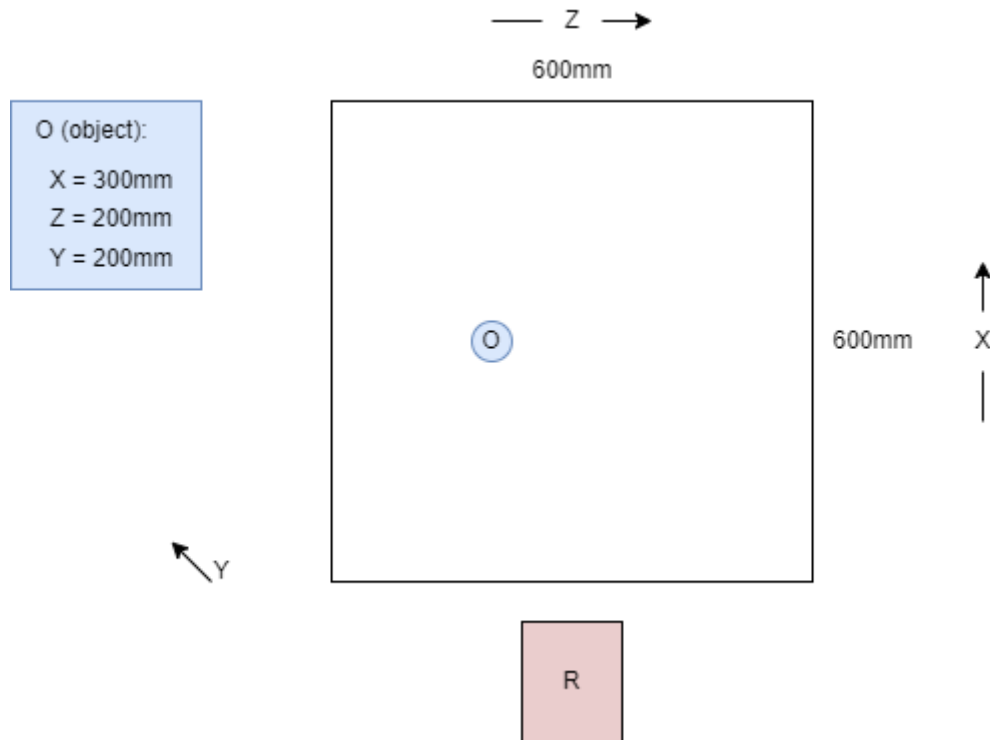 Z
600mm
O (object):
X = 300mm
Z = 200mm
Y = 200mm
O
600mm
X
Y
R